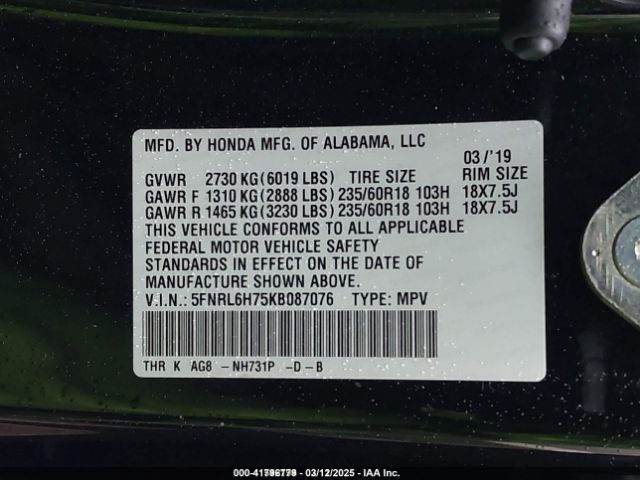 MFD. BY HONDA MFG. OF ALABAMA, LLC
03/'19
GVWR 2730 KG(6019 LBS) TIRE SIZE RIM SIZE
GAWR F 1310 KG(2888 LBS) 235/60R18 103H 18X7.5J
GAWR R 1465 KG(3230 LBS) 235/60R18 103H 18X7.5J
THIS VEHICLE CONFORMS TO ALL APPLICABLE
FEDERAL MOTOR VEHICLE SAFETY
STANDARDS IN EFFECT ON THE DATE OF
MANUFACTURE SHOWN ABOVE.
V.I.N.: 5FNRL6H75KB087076 TYPE: MPV
THR K AG8 -NH731P -D-B
03/12/2025 - IAA Inc.